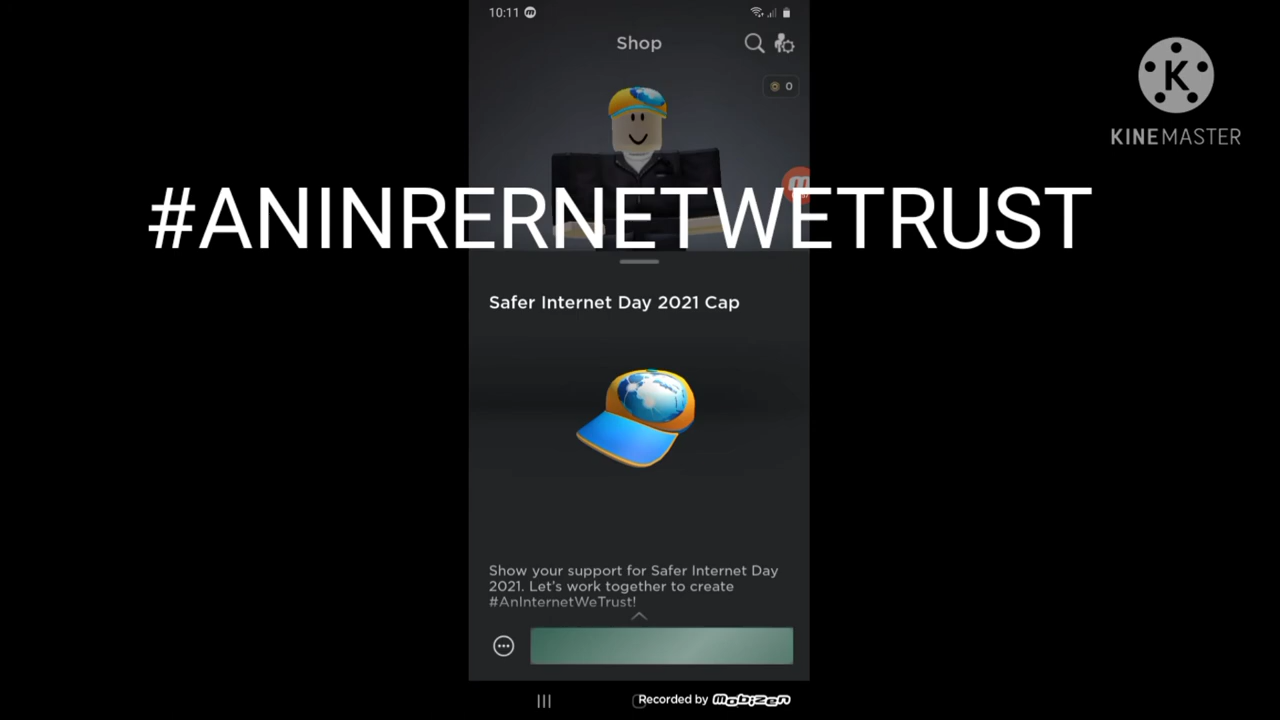 10:11
Shop
0
KINEMASTER
#ANINRERNETWETRUST
Safer Internet Day 2021 Cap
Show your support for Safer Internet Day
2021. Let's work together to create
#AnInternetWeTrust!
Recorded by Mobizen